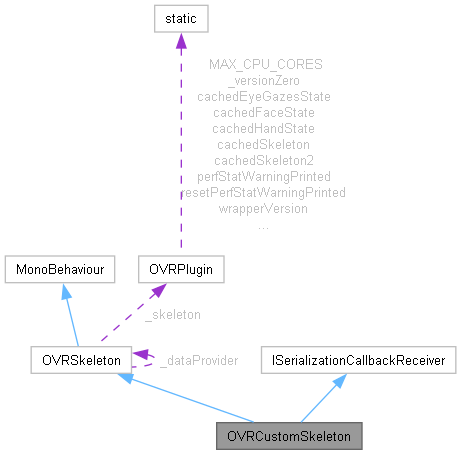 static
MAX_CPU_CORES
_versionZero
cachedEyeGazesState
cachedFaceState
cachedHandState
cachedSkeleton
cachedSkeleton2
perfStatWarningPrinted
resetPerfStatWarningPrinted
wrapperVersion
...
MonoBehaviour
OVRPlugin
_skeleton
OVRSkeleton
_dataProvider
ISerializationCallbackReceiver
OVRCustomSkeleton